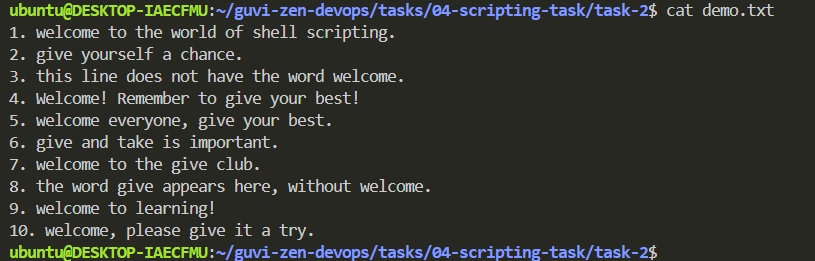 ubuntu@DESKTOP-IAECFMU:~/guvi-zen-devops/tasks/04-scripting-task/task-2$ cat demo.txt
1. welcome to the world of shell scripting.
2. give yourself a chance.
3. this line does not have the word welcome.
4. Welcome! Remember to give your best!
5. welcome everyone, give your best.
6. give and take is important.
7. welcome to the give club.
8. the word give appears here, without welcome.
9. welcome to learning!
10. welcome, please give it a try.
ubuntu@DESKTOP-IAECFMU:~/guvi-zen-devops/tasks/04-scripting-task/task-2$